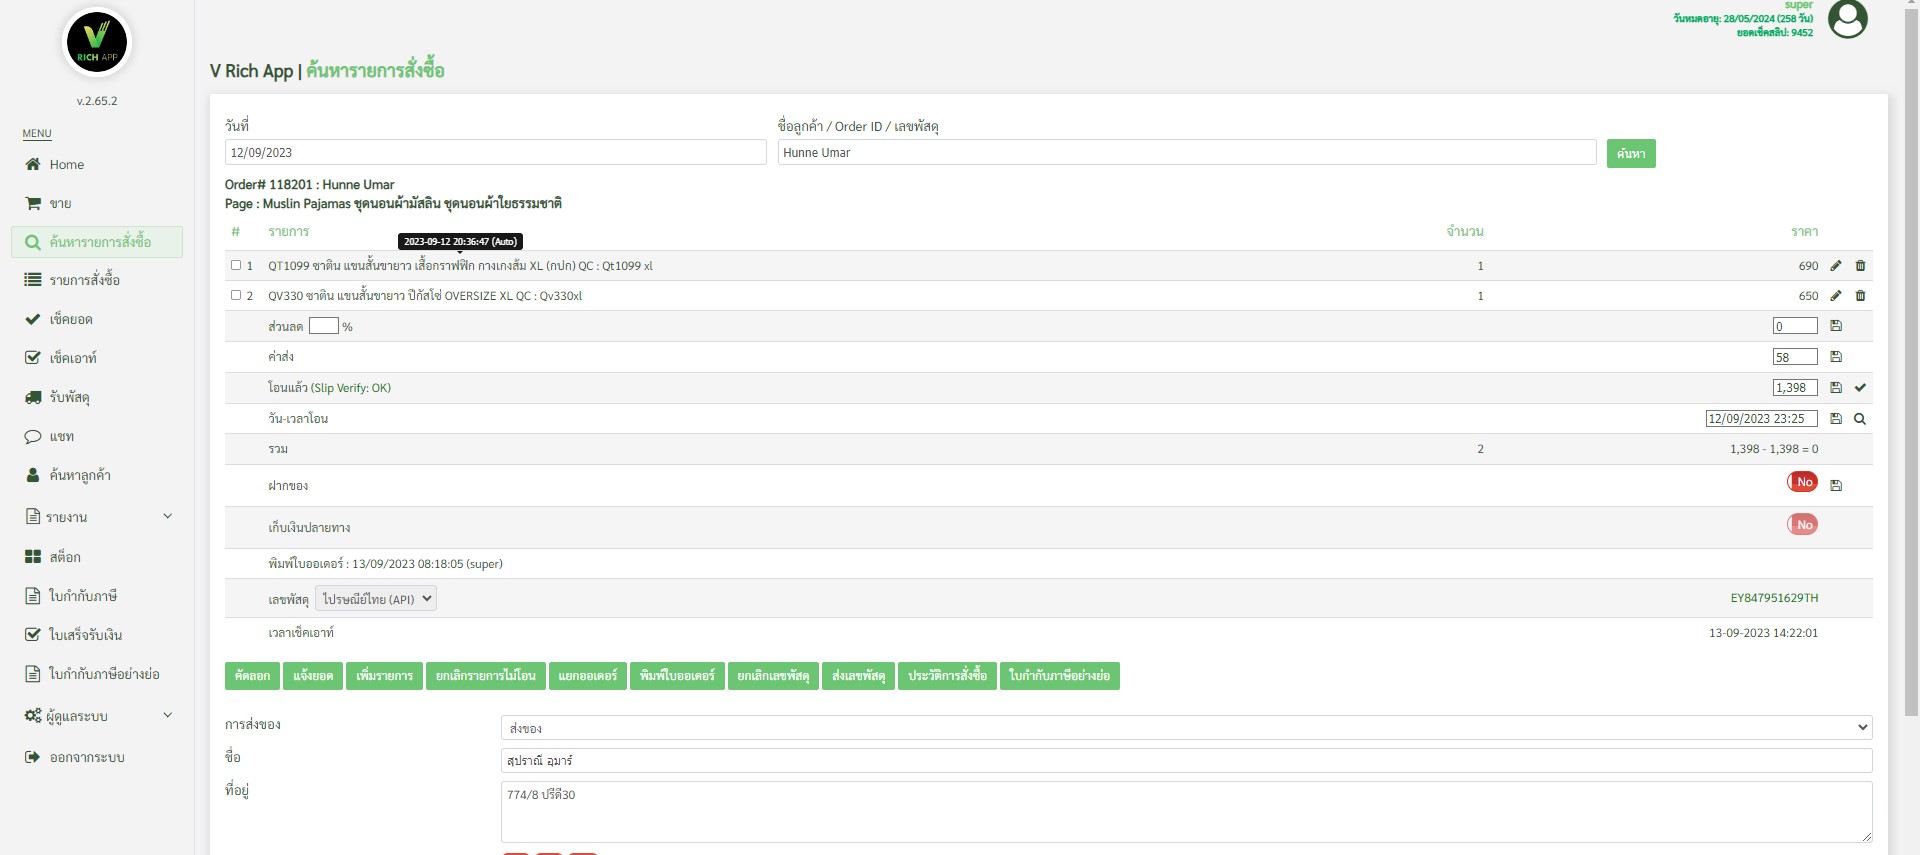 super
วันหมดอายุ: 28/05/2024 (258 วัน)
ยอดเช็คสลิป: 9452
V
RICH APP
v.2.65.2
MENU
Home
ขาย
ค้นหารายการสั่งซื้อ
รายการสั่งซื้อ
เช็คยอด
เช็คเอาท์
รับพัสดุ
แชท
ค้นหาลูกค้า
รายงาน
สต็อก
ใบกำกับภาษี
ใบเสร็จรับเงิน
ใบกำกับภาษีอย่างย่อ
ผู้ดูแลระบบ
ออกจากระบบ
V Rich App | ค้นหารายการสั่งซื้อ
วันที่ ชื่อลูกค้า / Order ID / เลขพัสดุ
12/09/2023 Hunne Umar ค้นหา
Order# 118201 : Hunne Umar
Page : Muslin Pajamas ชุดนอนผ้ามัสลิน ชุดนอนผ้าใยธรรมชาติ
# รายการ จำนวน ราคา
2023-09-12 20:36:47 (Auto)
1 QT1099 ซาติน แขนสั้นขายาว เสื้อกราฟฟิก กางเกงส้ม XL (กปก) QC : Qt1099 xl 1 690
2 QV330 ซาติน แขนสั้นขายาว ปีกัสโซ่ OVERSIZE XL QC : Qv330xl 1 650
ส่วนลด % 0
ค่าส่ง 58
โอนแล้ว (Slip Verify: OK) 1,398
วัน-เวลาโอน 12/09/2023 23:25
รวม 2 1,398 - 1,398 = 0
ฝากของ No
เก็บเงินปลายทาง No
พิมพ์ใบออเดอร์ : 13/09/2023 08:18:05 (super)
เลขพัสดุ ไปรษณีย์ไทย (API) EY847951629TH
เวลาเช็คเอาท์ 13-09-2023 14:22:01
คัดลอก แจ้งยอด เพิ่มรายการ ยกเลิกรายการไม่โอน แยกออเดอร์ พิมพ์ใบออเดอร์ ยกเลิกเลขพัสดุ ส่งเลขพัสดุ ประวัติการสั่งซื้อ ใบกำกับภาษีอย่างย่อ
การส่งของ ส่งของ
ชื่อ สุปราณี อุมาร์
ที่อยู่ 774/8 ปรีดี30